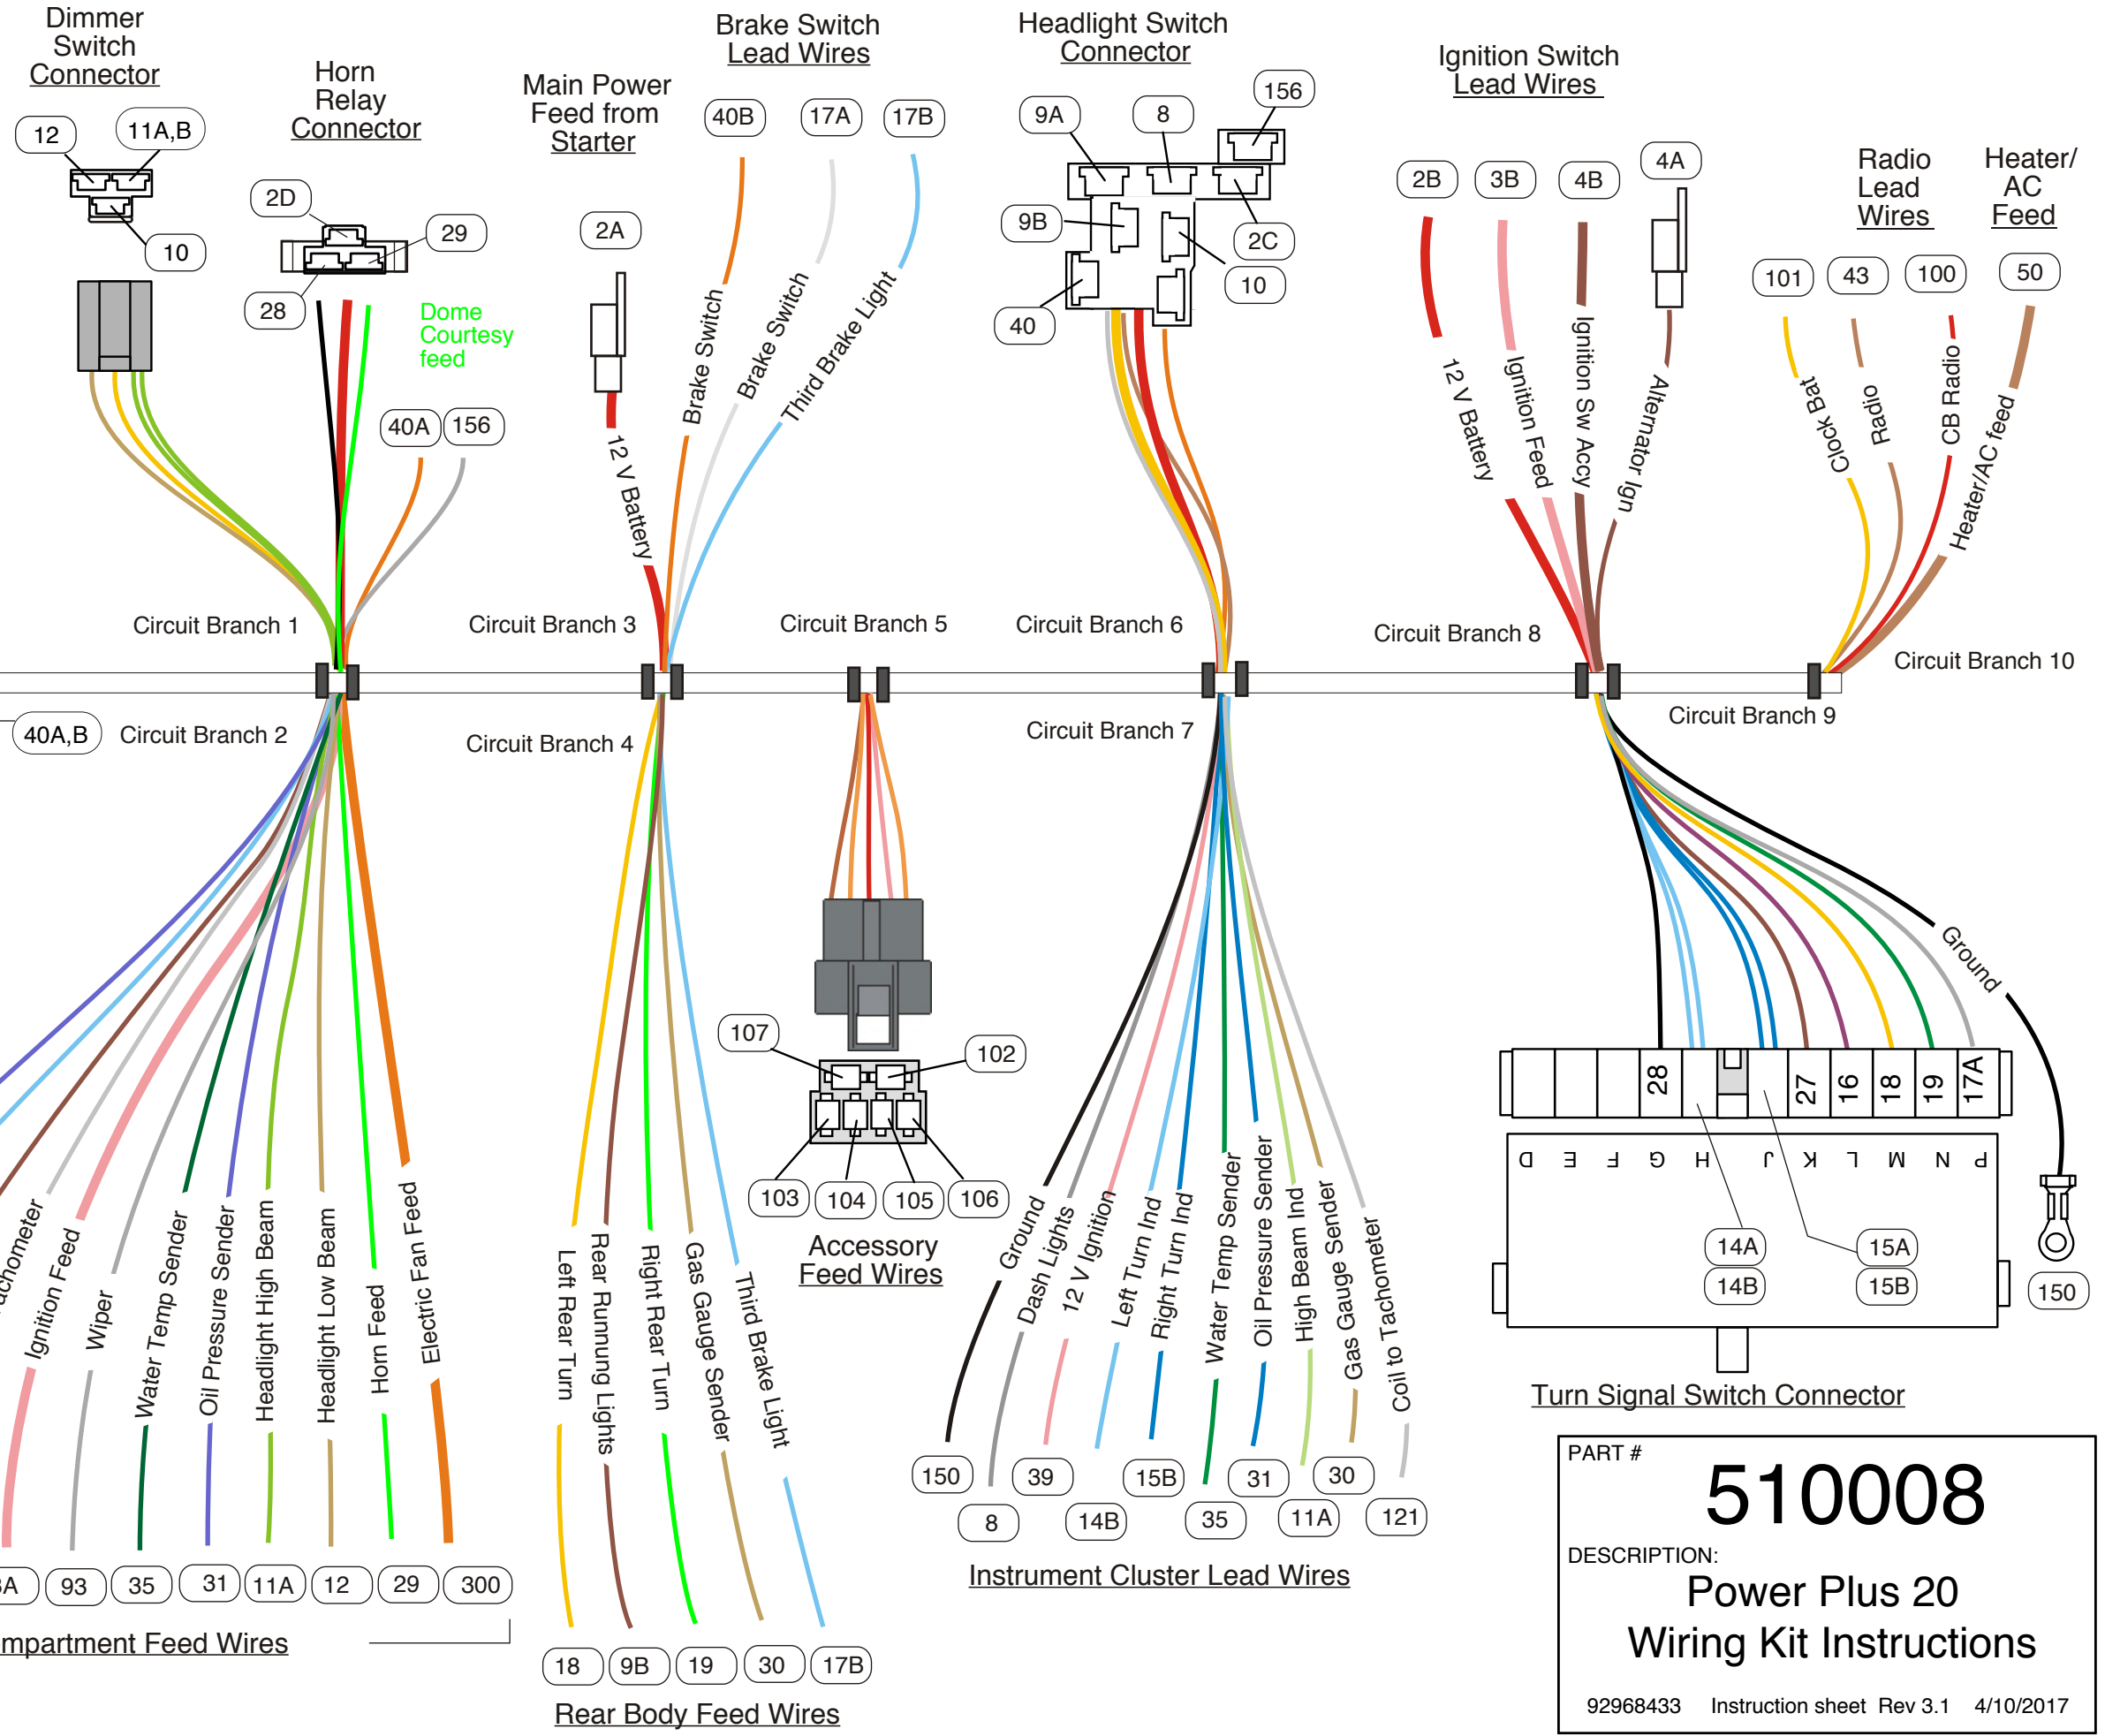 Dimmer
Switch
Connector
12
11A,B
10
Horn
Relay
Connector
2D
29
28
Dome
Courtesy
feed
40A
156
Main Power
Feed from
Starter
2A
12 V Battery
Brake Switch
Lead Wires
40B
17A
17B
Brake Switch
Brake Switch
Third Brake Light
Headlight Switch
Connector
9A
8
156
9B
2C
10
40
Ignition Switch
Lead Wires
2B
3B
4B
4A
12 V Battery
Ignition Feed
Ignition Sw Accy
Alternator Ign
Radio
Lead
Wires
Heater/
AC
Feed
101
43
100
50
Clock Bat
Radio
CB Radio
Heater/AC feed
Circuit Branch 1
Circuit Branch 3
Circuit Branch 5
Circuit Branch 6
Circuit Branch 8
Circuit Branch 10
40A,B
Circuit Branch 2
Circuit Branch 4
Circuit Branch 7
Circuit Branch 9
achometer
Ignition Feed
Wiper
Water Temp Sender
Oil Pressure Sender
Headlight High Beam
Headlight Low Beam
Horn Feed
Electric Fan Feed
A
93
35
31
11A
12
29
300
mpartment Feed Wires
Left Rear Turn
Rear Runnung Lights
Right Rear Turn
Gas Gauge Sender
Third Brake Light
18
9B
19
30
17B
Rear Body Feed Wires
107
102
103
104
105
106
Accessory
Feed Wires
Ground
Dash Lights
12 V Ignition
Left Turn Ind
Right Turn Ind
Water Temp Sender
Oil Pressure Sender
High Beam Ind
Gas Gauge Sender
Coil to Tachometer
150
8
39
14B
15B
35
31
11A
30
121
Instrument Cluster Lead Wires
Ground
28
27
16
18
19
17A
D E F G H J K L M N P
14A
14B
15A
15B
150
Turn Signal Switch Connector
PART #
510008
DESCRIPTION:
Power Plus 20
Wiring Kit Instructions
92968433 Instruction sheet Rev 3.1 4/10/2017